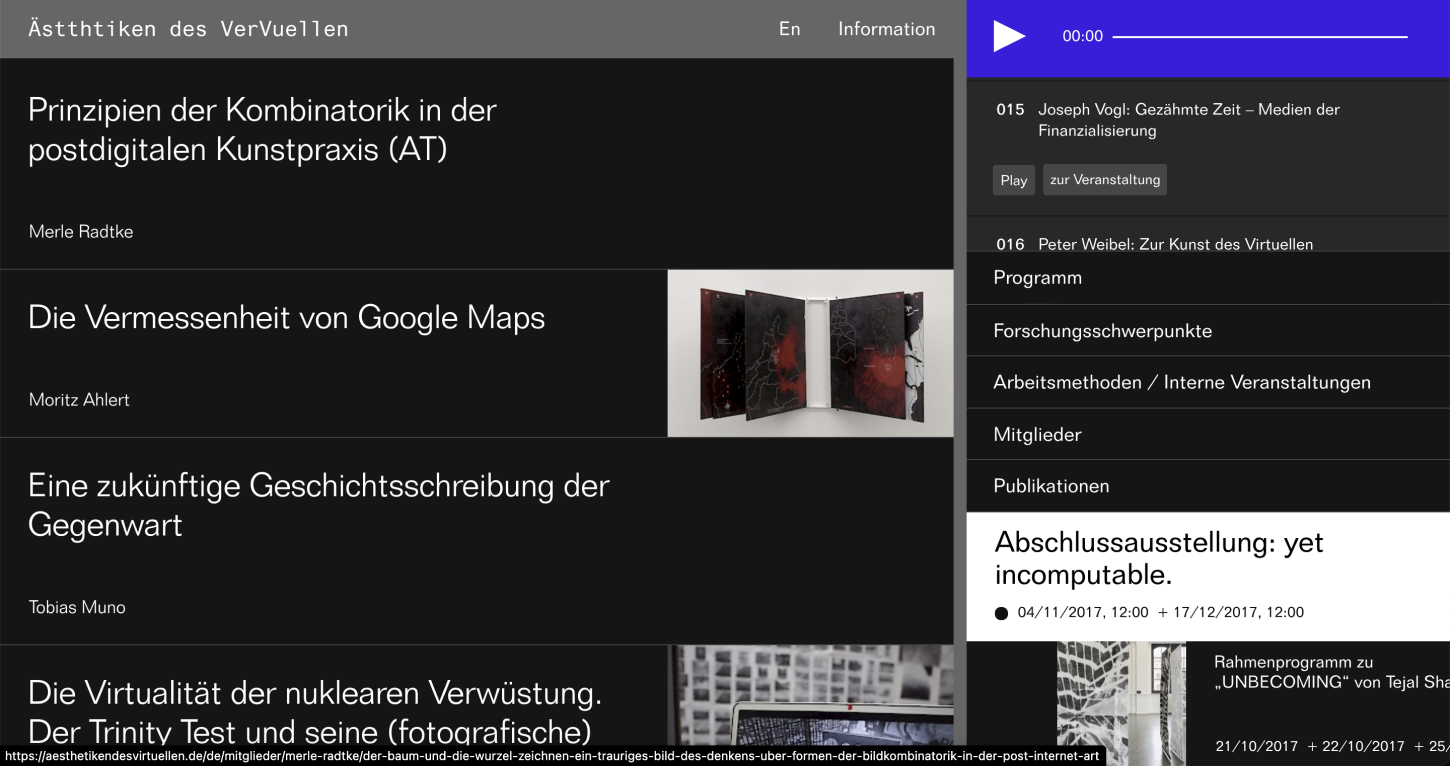 Ästthtiken des VerVuellen
En
Information
Prinzipien der Kombinatorik in der
postdigitalen Kunstpraxis (AT)
Merle Radtke
Die Vermessenheit von Google Maps
Moritz Ahlert
Eine zukünftige Geschichtsschreibung der
Gegenwart
Tobias Muno
Die Virtualität der nuklearen Verwüstung.
Der Trinity Test und seine (fotografische)
https://aesthetikendesvirtuellen.de/de/mitglieder/merle-radtke/der-baum-und-die-wurzel-zeichnen-ein-trauriges-bild-des-denkens-uber-formen-der-bildkombinatorik-in-der-post-internet-art
00:00
015 Joseph Vogl: Gezähmte Zeit – Medien der
Finanzialisierung
Play
zur Veranstaltung
016 Peter Weibel: Zur Kunst des Virtuellen
Programm
Forschungsschwerpunkte
Arbeitsmethoden / Interne Veranstaltungen
Mitglieder
Publikationen
Abschlussausstellung: yet
incomputable.
04/11/2017, 12:00 + 17/12/2017, 12:00
Rahmenprogramm zu
„UNBECOMING“ von Tejal Sha
21/10/2017 + 22/10/2017 + 25/